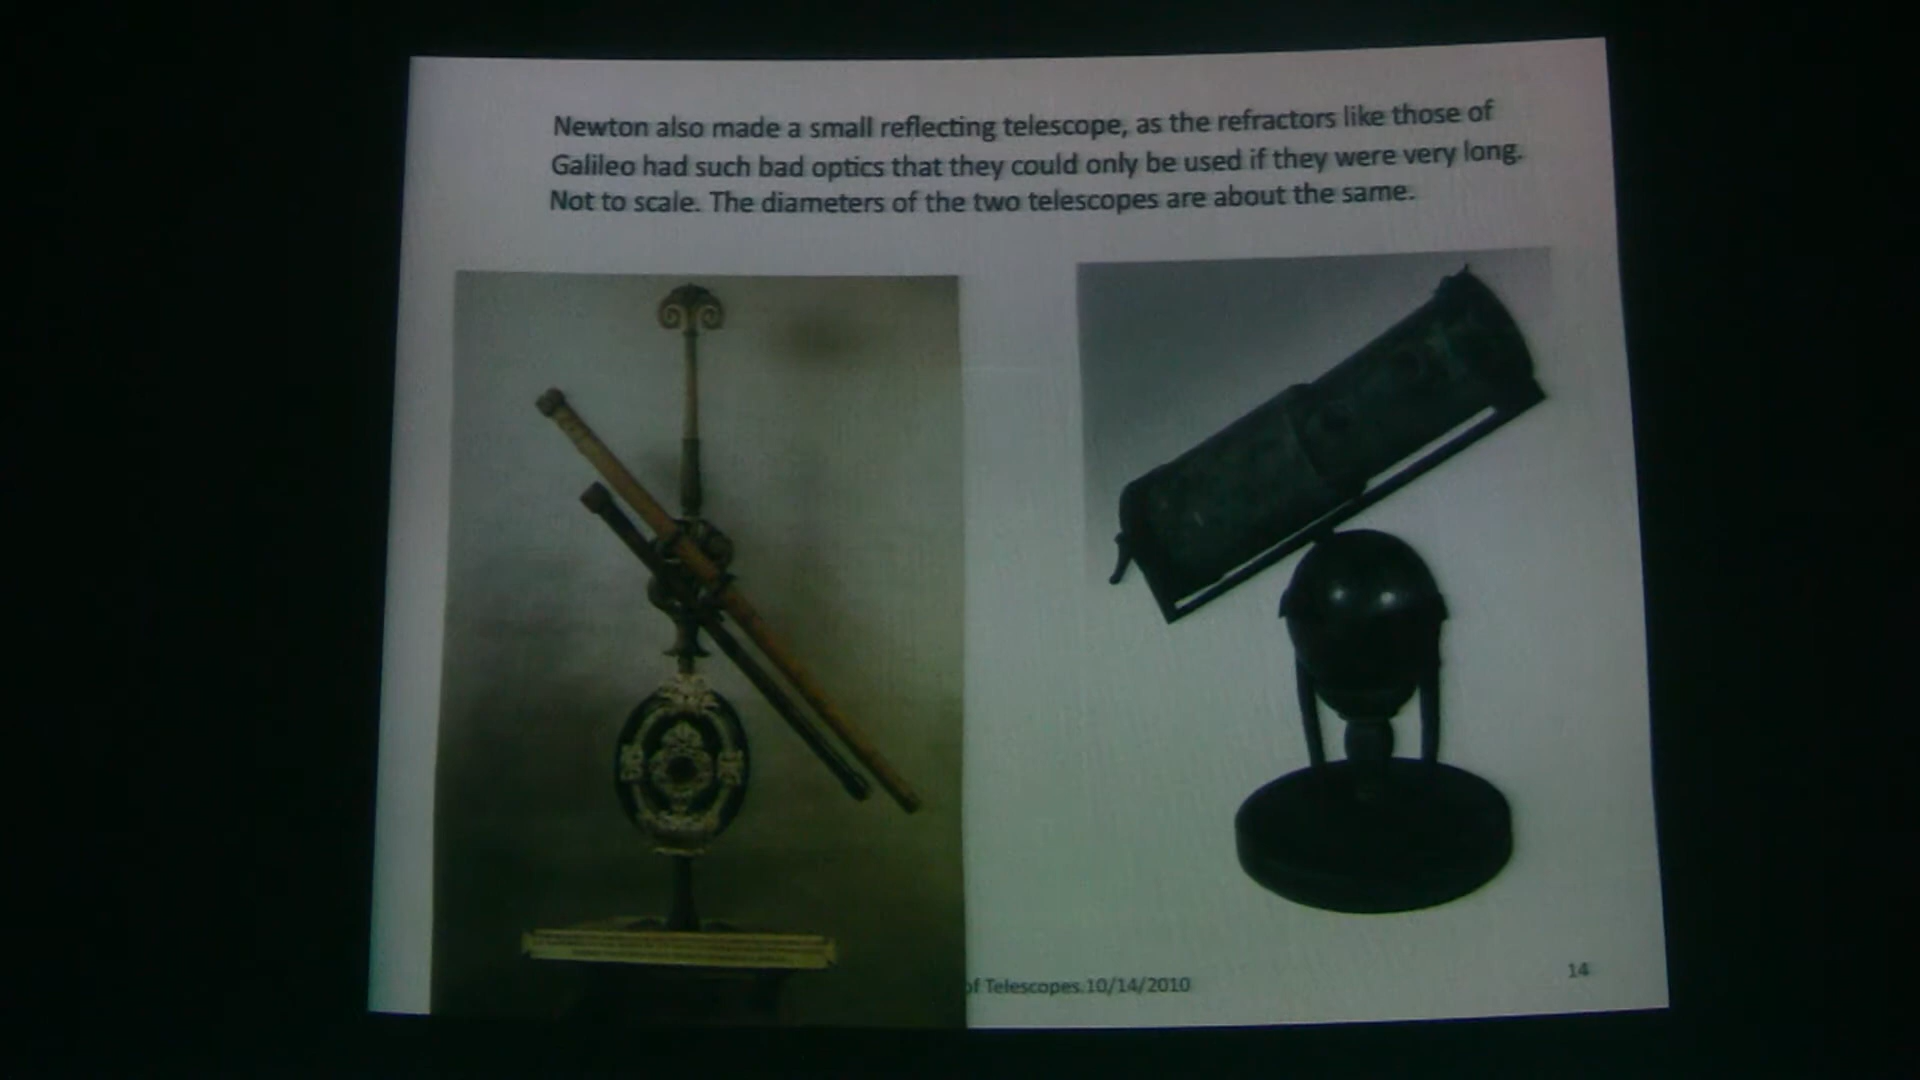 Newton also made a small reflecting telescope, as the refractors like those of
Galileo had such bad optics that they could only be used if they were very long.
Not to scale. The diameters of the two telescopes are about the same.
of Telescopes.10/14/2010
14